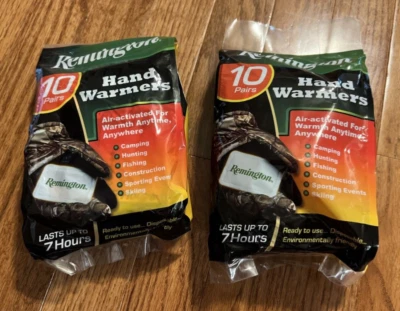 Remington
10
Pairs
Hand
Warmers
Air-activated For
Warmth Anytime,
Anywhere
Camping
Hunting
Fishing
Construction
Sporting Events
Skiing
Remington
LASTS UP TO
7 Hours
Ready to use...
Environmentally
Remington
10
Pairs
Hand
Warmers
Air-activated For
Warmth Anytime,
Anywhere
Camping
Hunting
Fishing
Construction
Sporting Events
Skiing
Remington
LASTS UP TO
7 Hours
Ready to use...
Environmentally